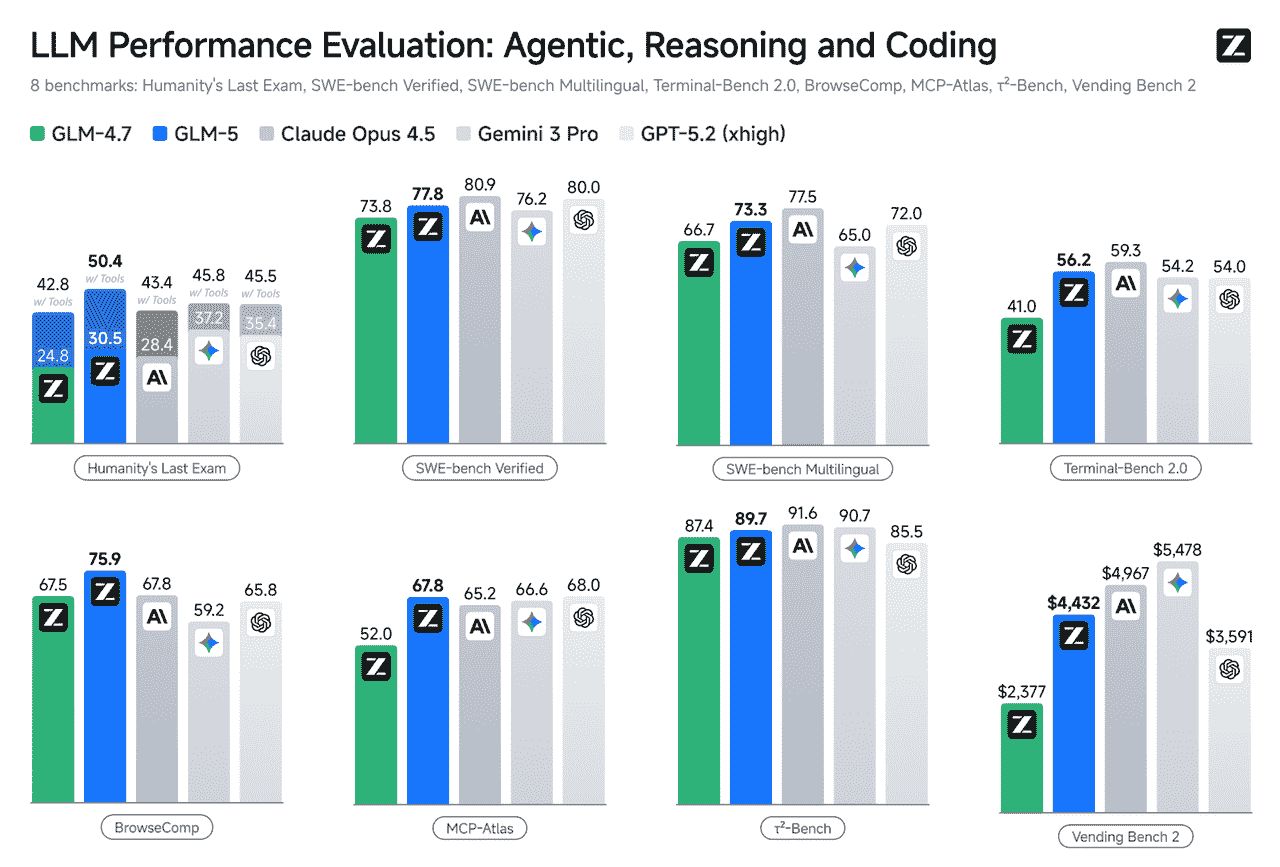 LLM Performance Evaluation: Agentic, Reasoning and Coding
8 benchmarks: Humanity's Last Exam, SWE-bench Verified, SWE-bench Multilingual, Terminal-Bench 2.0, BrowseComp, MCP-Atlas, τ²-Bench, Vending Bench 2
GLM-4.7 GLM-5 Claude Opus 4.5 Gemini 3 Pro GPT-5.2 (xhigh)
42.8 50.4 43.4 45.8 45.5
w/ Tools w/ Tools w/ Tools w/ Tools w/ Tools
24.8 30.5 28.4 37.2 35.4
Humanity's Last Exam
73.8 77.8 80.9 76.2 80.0
SWE-bench Verified
66.7 73.3 77.5 65.0 72.0
SWE-bench Multilingual
41.0 56.2 59.3 54.2 54.0
Terminal-Bench 2.0
67.5 75.9 67.8 59.2 65.8
BrowseComp
52.0 67.8 65.2 66.6 68.0
MCP-Atlas
87.4 89.7 91.6 90.7 85.5
τ²-Bench
$2,377 $4,432 $4,967 $5,478 $3,591
Vending Bench 2